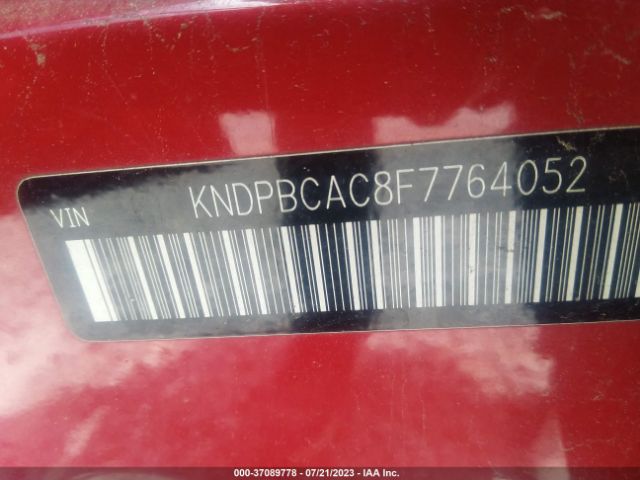 VIN KNDPBCAC8F7764052
000-37089778 - 07/21/2023 - IAA Inc.